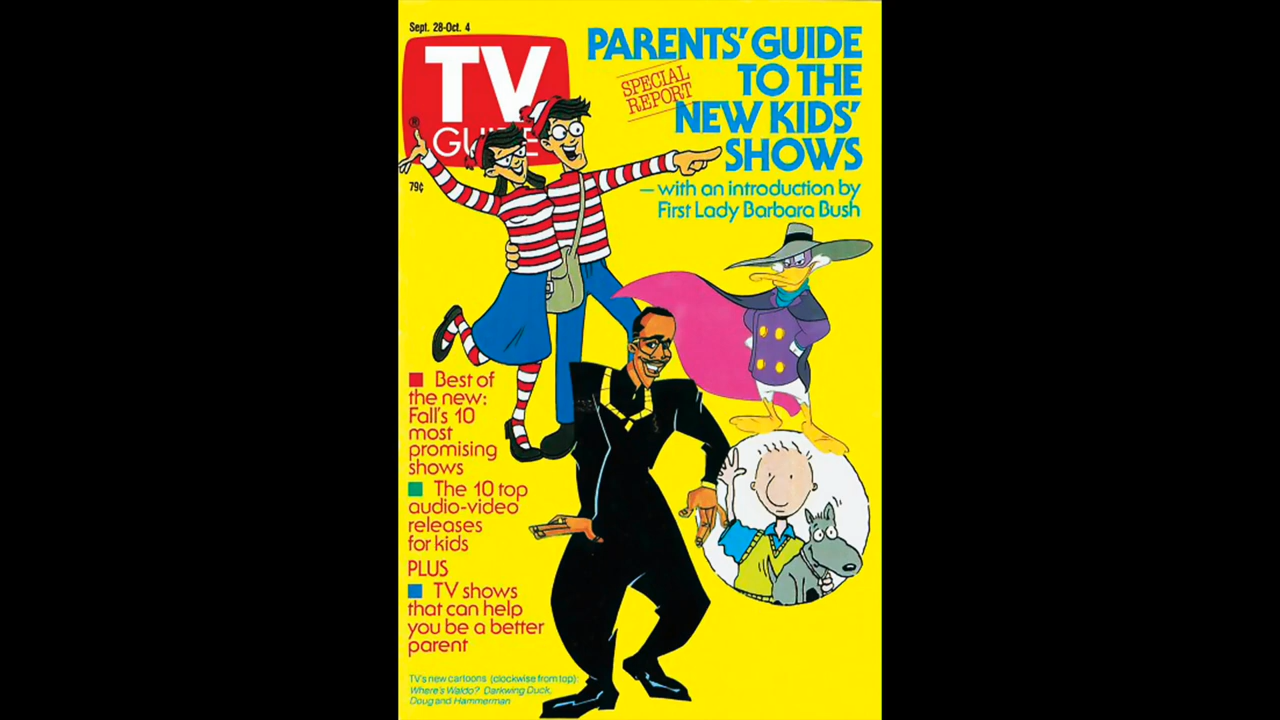 Sept. 28-Oct. 4
TV
GUIDE
®
79¢
PARENTS' GUIDE
TO THE
NEW KIDS'
SHOWS
SPECIAL
REPORT
— with an introduction by
First Lady Barbara Bush
Best of
the new:
Fall's 10
most
promising
shows
The 10 top
audio-video
releases
for kids
PLUS
TV shows
that can help
you be a better
parent
TV's new cartoons (clockwise from top):
Where's Waldo? Darkwing Duck,
Doug and Hammerman